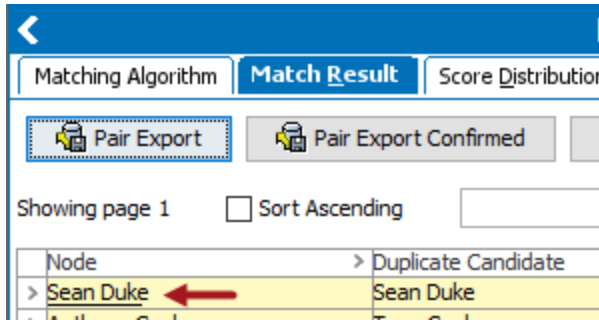 Matching Algorithm Match Result Score Distribution
Pair Export Pair Export Confirmed
Showing page 1 Sort Ascending
Node Duplicate Candidate
Sean Duke Sean Duke